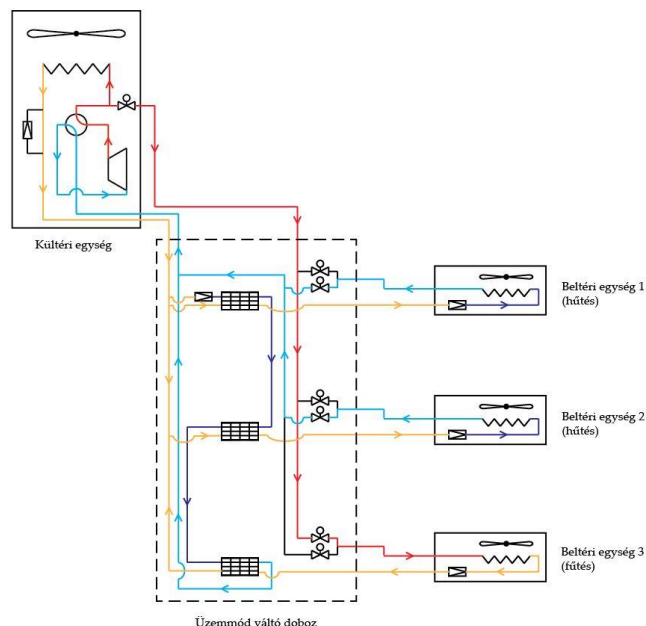 Kültéri egység
Beltéri egység 1
(hűtés)
Beltéri egység 2
(hűtés)
Beltéri egység 3
(fűtés)
Üzemmód váltó doboz